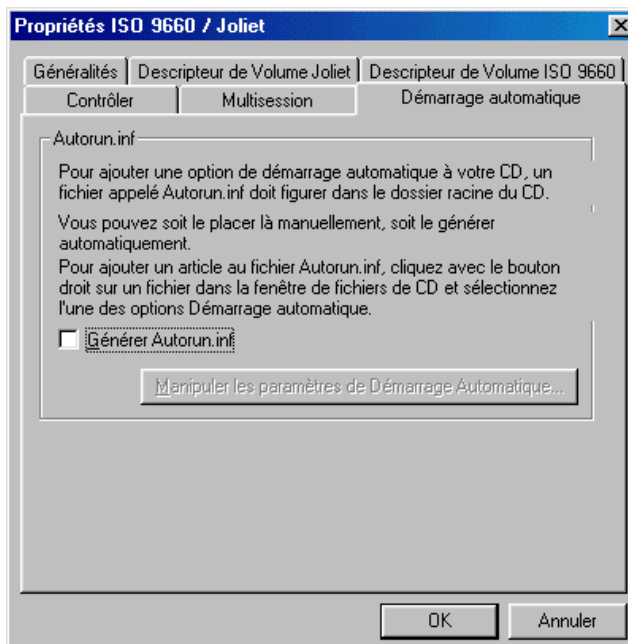 Propriétés ISO 9660 / Joliet
Généralités
Descripteur de Volume Joliet
Descripteur de Volume ISO 9660
Contrôler
Multisession
Démarrage automatique
Autorun.inf
Pour ajouter une option de démarrage automatique à votre CD, un
fichier appelé Autorun.inf doit figurer dans le dossier racine du CD.
Vous pouvez soit le placer là manuellement, soit le générer
automatiquement.
Pour ajouter un article au fichier Autorun.inf, cliquez avec le bouton
droit sur un fichier dans la fenêtre de fichiers de CD et sélectionnez
l'une des options Démarrage automatique.
Générer Autorun.inf
Manipuler les paramètres de Démarrage Automatique...
OK
Annuler